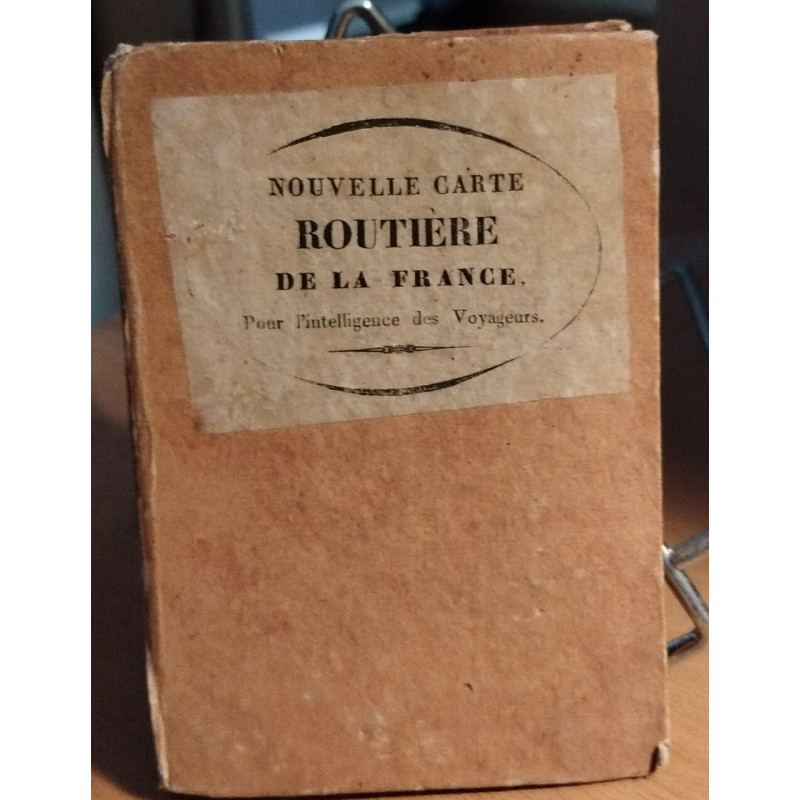 NOUVELLE CARTE
ROUTIÈRE
DE LA FRANCE,
Pour l'intelligence des Voyageurs.